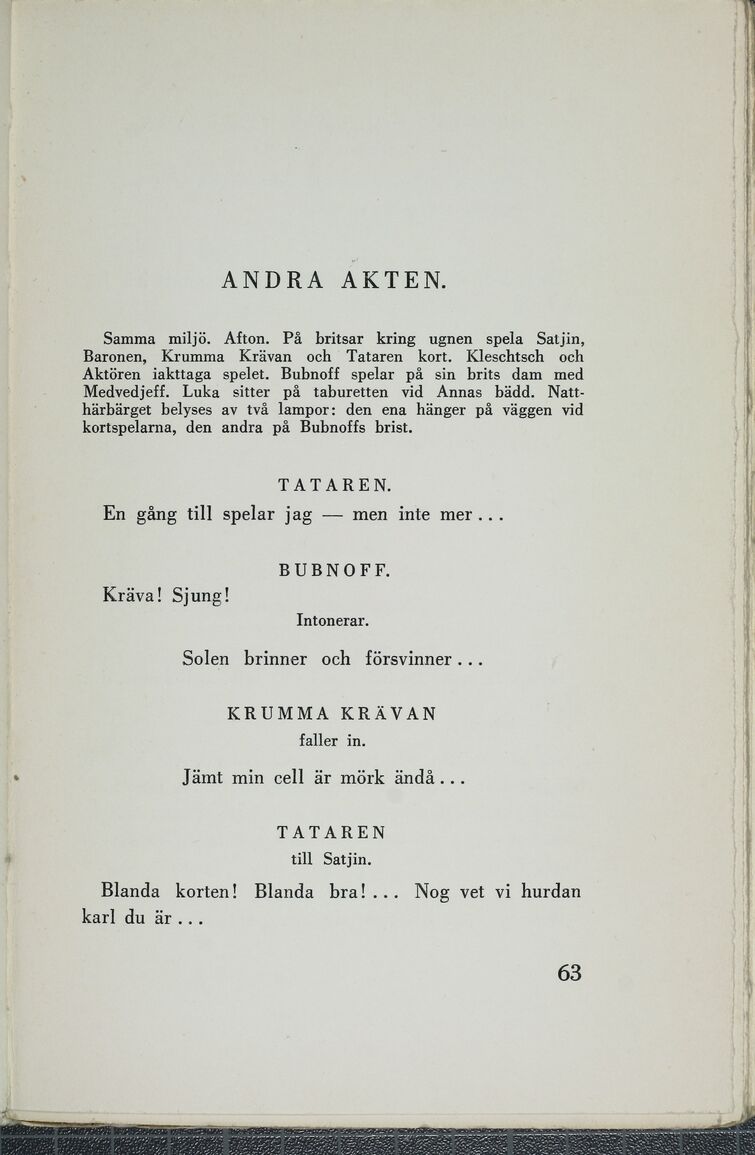 ANDRA AKTEN.
Samma miljö. Afton. På britsar kring ugnen spela Satjin,
Baronen, Krumma Krävan och Tataren kort. Kleschtsch och
Aktören iakttaga spelet. Bubnoff spelar på sin brits dam med
Medvedjeff. Luka sitter på taburetten vid Annas bädd. Natt-
härbärget belyses av två lampor: den ena hänger på väggen vid
kortspelarna, den andra på Bubnoffs brist.
TATAREN.
En gång till spelar jag — men inte mer...
BUBNOFF.
Kräva! Sjung!
Intonerar.
Solen brinner och försvinner...
KRUMMA KRÄVAN
faller in.
Jämt min cell är mörk ändå...
TATAREN
till Satjin.
Blanda korten! Blanda bra!... Nog vet vi hurdan
karl du är...
63